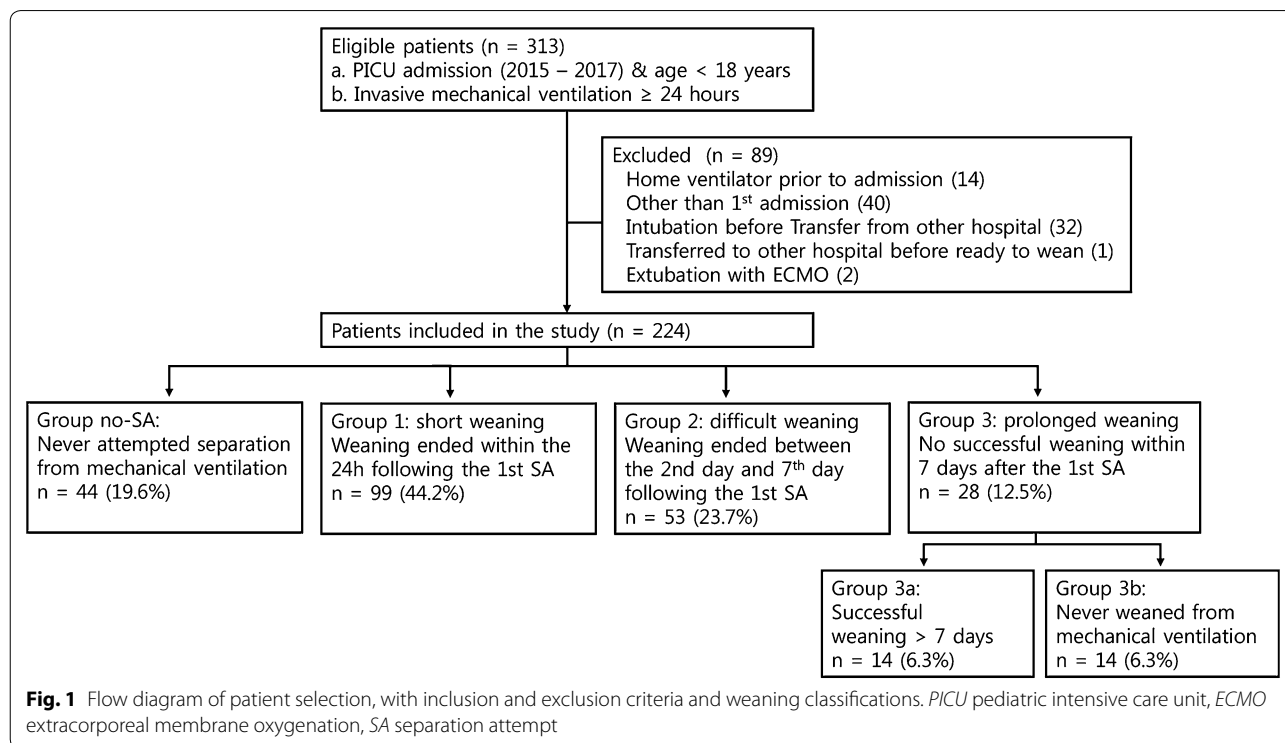 Eligible patients (n = 313)
a. PICU admission (2015 – 2017) & age < 18 years
b. Invasive mechanical ventilation ≥ 24 hours
Excluded (n = 89)
Home ventilator prior to admission (14)
Other than 1st admission (40)
Intubation before Transfer from other hospital (32)
Transferred to other hospital before ready to wean (1)
Extubation with ECMO (2)
Patients included in the study (n = 224)
Group no-SA:
Never attempted separation
from mechanical ventilation
n = 44 (19.6%)
Group 1: short weaning
Weaning ended within the
24h following the 1st SA
n = 99 (44.2%)
Group 2: difficult weaning
Weaning ended between
the 2nd day and 7th day
following the 1st SA
n = 53 (23.7%)
Group 3: prolonged weaning
No successful weaning within
7 days after the 1st SA
n = 28 (12.5%)
Group 3a:
Successful
weaning > 7 days
n = 14 (6.3%)
Group 3b:
Never weaned from
mechanical ventilation
n = 14 (6.3%)
Fig. 1 Flow diagram of patient selection, with inclusion and exclusion criteria and weaning classifications. PICU pediatric intensive care unit, ECMO
extracorporeal membrane oxygenation, SA separation attempt